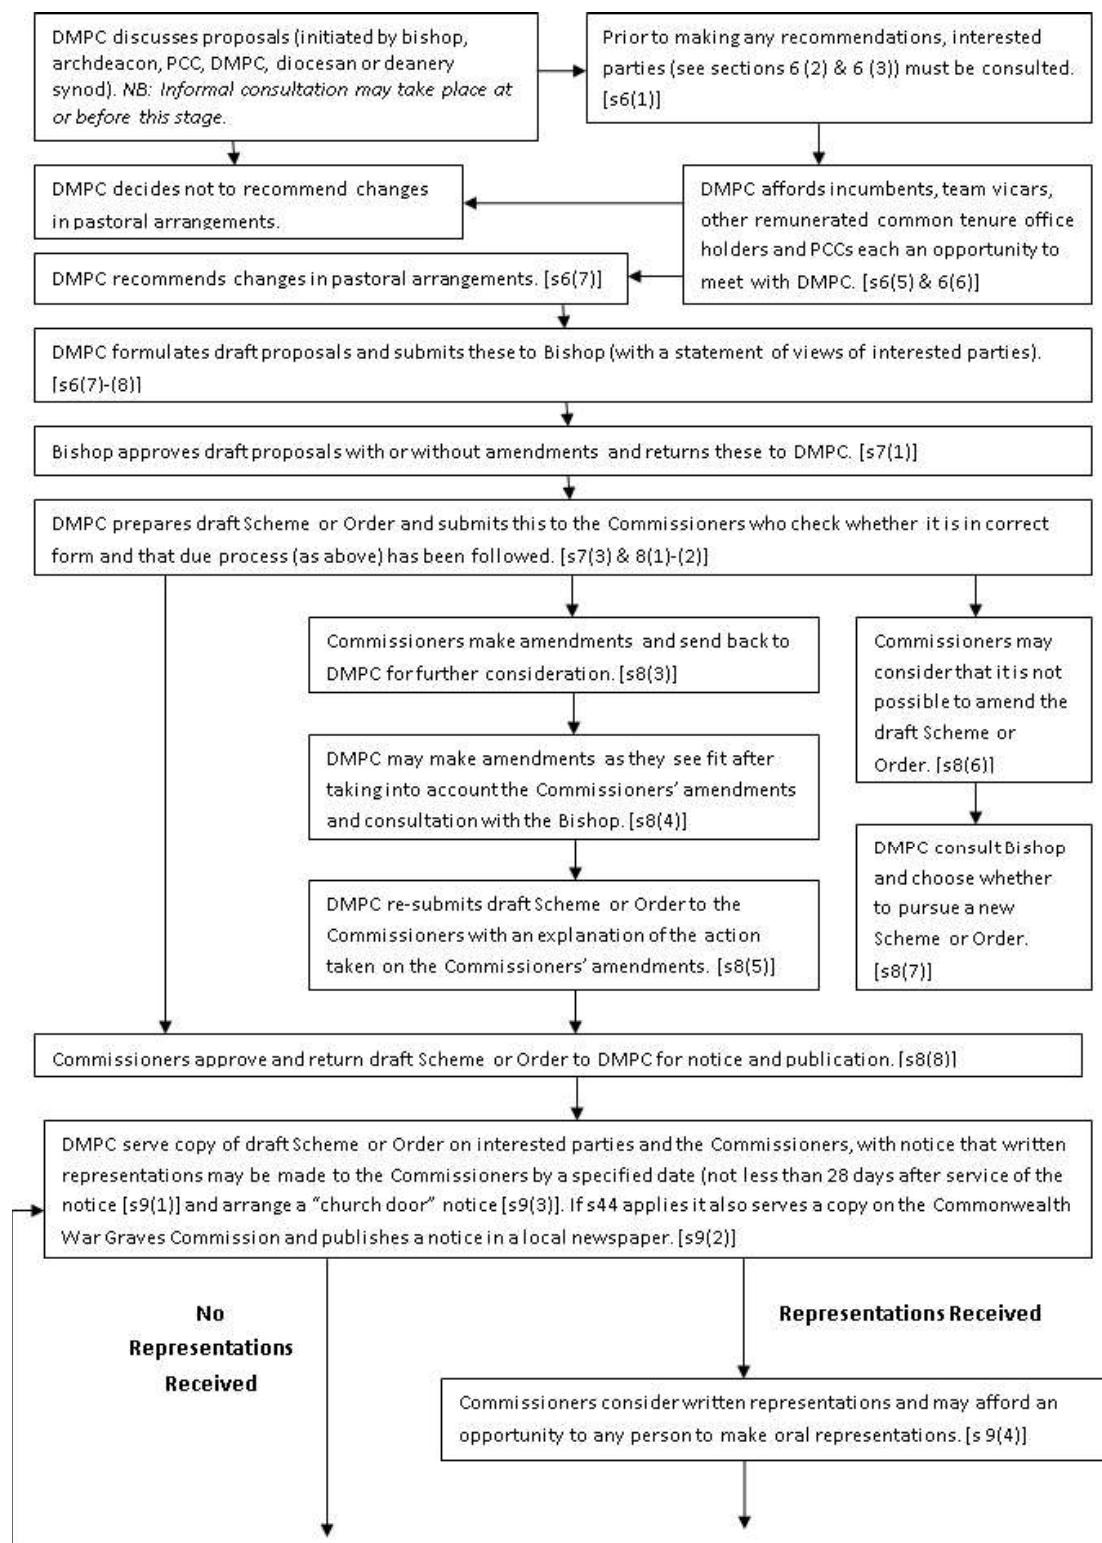 DMPC discusses proposals (initiated by bishop,
archdeacon, PCC, DMPC, diocesan or deanery
synod). NB: Informal consultation may take place at
or before this stage.
Prior to making any recommendations, interested
parties (see sections 6 (2) & 6 (3)) must be consulted.
[s6(1)]
DMPC decides not to recommend changes
in pastoral arrangements.
DMPC affords incumbents, team vicars,
other remunerated common tenure office
holders and PCCs each an opportunity to
meet with DMPC. [s6(5) & 6(6)]
DMPC recommends changes in pastoral arrangements. [s6(7)]
DMPC formulates draft proposals and submits these to Bishop (with a statement of views of interested parties).
[s6(7)-(8)]
Bishop approves draft proposals with or without amendments and returns these to DMPC. [s7(1)]
DMPC prepares draft Scheme or Order and submits this to the Commissioners who check whether it is in correct
form and that due process (as above) has been followed. [s7(3) & 8(1)-(2)]
Commissioners make amendments and send back to
DMPC for further consideration. [s8(3)]
DMPC may make amendments as they see fit after
taking into account the Commissioners' amendments
and consultation with the Bishop. [s8(4)]
DMPC re-submits draft Scheme or Order to the
Commissioners with an explanation of the action
taken on the Commissioners' amendments. [s8(5)]
Commissioners may
consider that it is not
possible to amend the
draft Scheme or
Order. [s8(6)]
DMPC consult Bishop
and choose whether
to pursue a new
Scheme or Order.
[s8(7)]
Commissioners approve and return draft Scheme or Order to DMPC for notice and publication. [s8(8)]
DMPC serve copy of draft Scheme or Order on interested parties and the Commissioners, with notice that written
representations may be made to the Commissioners by a specified date (not less than 28 days after service of the
notice [s9(1)] and arrange a "church door" notice [s9(3)]. If s44 applies it also serves a copy on the Commonwealth
War Graves Commission and publishes a notice in a local newspaper. [s9(2)]
No
Representations
Received
Representations Received
Commissioners consider written representations and may afford an
opportunity to any person to make oral representations. [s 9(4)]